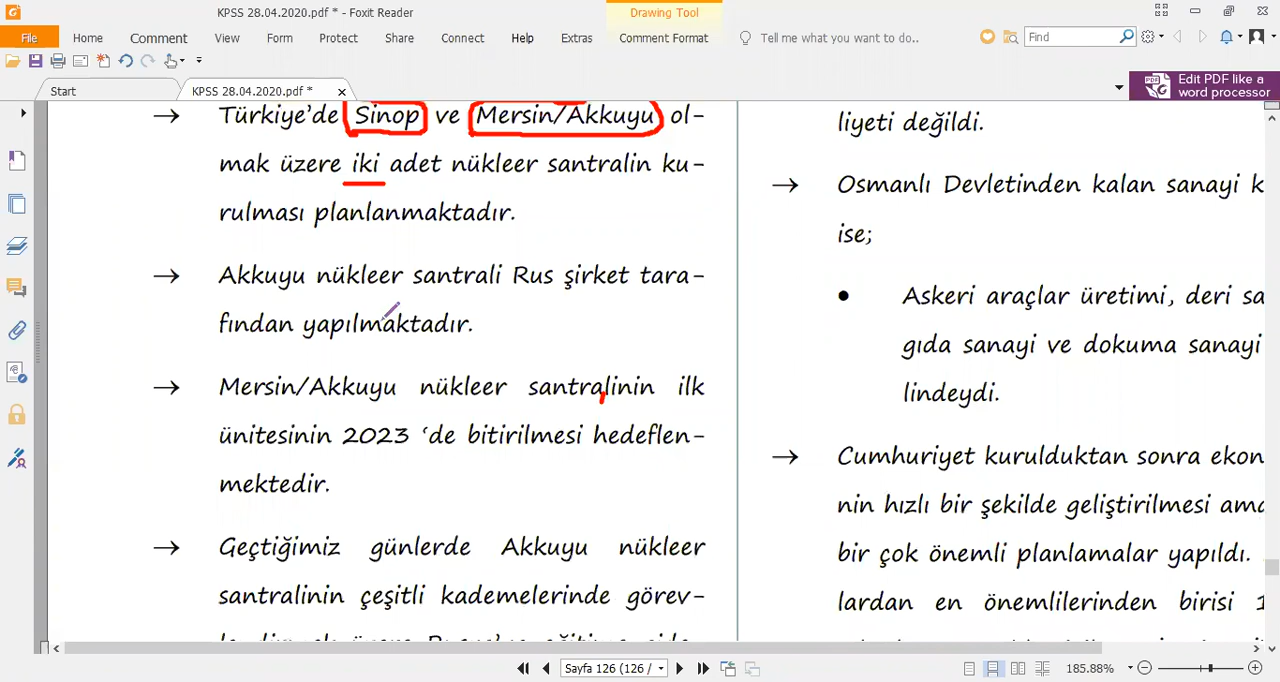 KPSS 28.04.2020.pdf * - Foxit Reader
Drawing Tool
File Home Comment View Form Protect Share Connect Help Extras Comment Format Tell me what you want to do.. Find
Start
KPSS 28.04.2020.pdf *
Edit PDF like a
word processor
→ Türkiye'de Sinop ve Mersin/Akkuyu ol-
mak üzere iki adet nükleer santralin ku-
rulması planlanmaktadır.
→ Akkuyu nükleer santrali Rus şirket tara-
fından yapılmaktadır.
→ Mersin/Akkuyu nükleer santralinin ilk
ünitesinin 2023 'de bitirilmesi hedeflen-
mektedir.
→ Geçtiğimiz günlerde Akkuyu nükleer
santralinin çeşitli kademelerinde görev-
liyeti değildi.
→ Osmanlı Devletinden kalan sanayi k
ise;
• Askeri araçlar üretimi, deri sa
gıda sanayi ve dokuma sanayi
lindeydi.
→ Cumhuriyet kurulduktan sonra ekon
nin hızlı bir şekilde geliştirilmesi ama
bir çok önemli planlamalar yapıldı.
lardan en önemlilerinden birisi 1
Sayfa 126 (126 /
185.88%